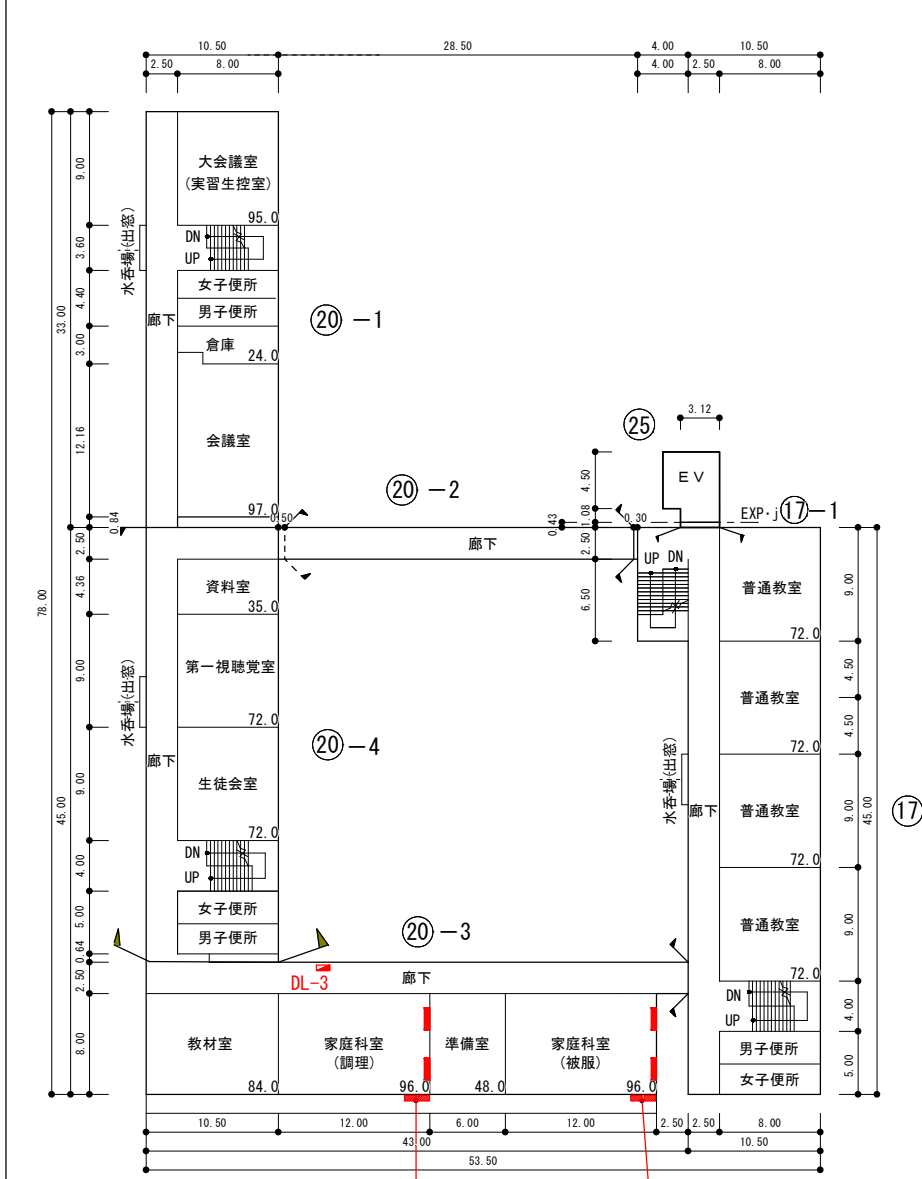 10.50
28.50
4.00
10.50
2.50
8.00
4.00
2.50
8.00
大会議室
(実習生控室)
95.0
9.00
DN
UP
3.60
水呑場(出窓)
女子便所
男子便所
4.40
廊下
33.00
⑳－1
倉庫
24.0
3.00
会議室
12.16
97.0
0.84
0.50
⑳－2
㉕
3.12
EV
4.50
1.08
0.43
0.30
EXP･j
⑰-1
2.50
廊下
2.50
UP
DN
6.50
資料室
35.0
4.36
78.00
普通教室
72.0
9.00
第一視聴覚室
72.0
9.00
水呑場(出窓)
普通教室
72.0
4.50
4.50
⑳－4
廊下
生徒会室
72.0
9.00
45.00
水呑場(出窓)
廊下
普通教室
72.0
9.00
45.00
⑰
DN
UP
4.00
女子便所
男子便所
5.00
0.64
普通教室
72.0
9.00
⑳－3
2.50
DL-3
廊下
DN
UP
4.00
教材室
84.0
家庭科室
(調理)
96.0
準備室
48.0
家庭科室
(被服)
96.0
8.00
男子便所
女子便所
5.00
10.50
12.00
6.00
12.00
2.50
2.50
8.00
43.00
10.50
53.50